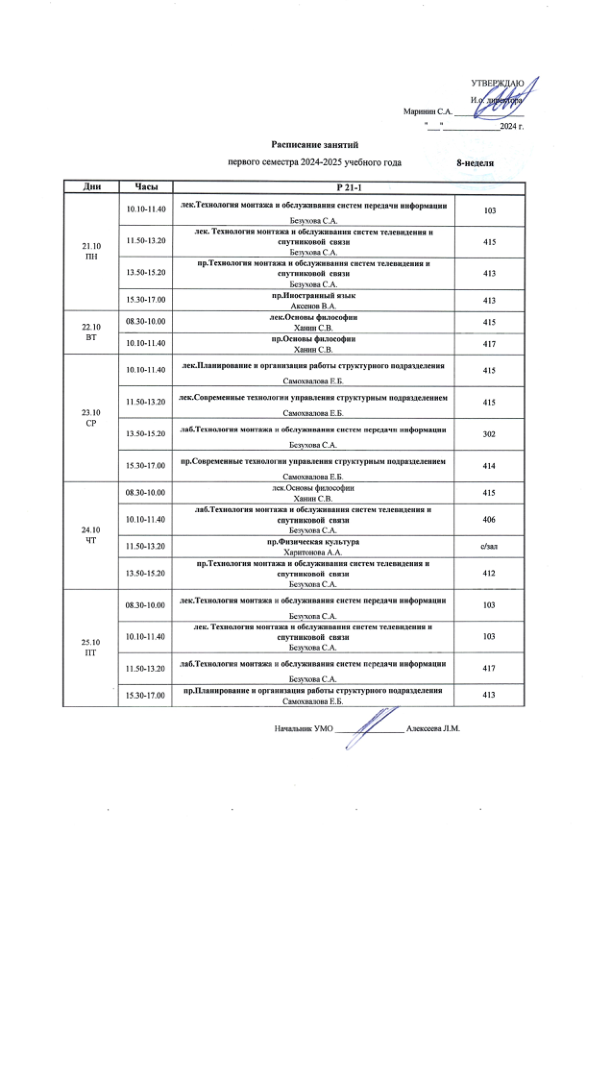 УТВЕРЖДАЮ
И.о. директора
Маринин С.А. ________________
"___"______________2024 г.
Расписание занятий
первого семестра 2024-2025 учебного года 8-неделя
Дни Часы Р 21-1
21.10
ПН
10.10-11.40 лек.Технология монтажа и обслуживания систем передачи информации 103
Безухова С.А.
11.50-13.20 лек. Технология монтажа и обслуживания систем телевидения и
спутниковой связи 415
Безухова С.А.
13.50-15.20 пр.Технология монтажа и обслуживания систем телевидения и
спутниковой связи 413
Безухова С.А.
15.30-17.00 пр.Иностранный язык 413
Аксенов В.А.
22.10
ВТ
08.30-10.00 лек.Основы философии 415
Ханин С.В.
10.10-11.40 пр.Основы философии 417
Ханин С.В.
23.10
СР
10.10-11.40 лек.Планирование и организация работы структурного подразделения 415
Самохвалова Е.Б.
11.50-13.20 лек.Современные технологии управления структурным подразделением 415
Самохвалова Е.Б.
13.50-15.20 лаб.Технология монтажа и обслуживания систем передачи информации 302
Безухова С.А.
15.30-17.00 пр.Современные технологии управления структурным подразделением 414
Самохвалова Е.Б.
24.10
ЧТ
08.30-10.00 лек.Основы философии 415
Ханин С.В.
10.10-11.40 лаб.Технология монтажа и обслуживания систем телевидения и
спутниковой связи 406
Безухова С.А.
11.50-13.20 пр.Физическая культура с/зал
Харитонова А.А.
13.50-15.20 пр.Технология монтажа и обслуживания систем телевидения и
спутниковой связи 412
Безухова С.А.
25.10
ПТ
08.30-10.00 лек.Технология монтажа и обслуживания систем передачи информации 103
Безухова С.А.
10.10-11.40 лек. Технология монтажа и обслуживания систем телевидения и
спутниковой связи 103
Безухова С.А.
11.50-13.20 лаб.Технология монтажа и обслуживания систем передачи информации 417
Безухова С.А.
15.30-17.00 пр.Планирование и организация работы структурного подразделения 413
Самохвалова Е.Б.
Начальник УМО ________________ Алексеева Л.М.